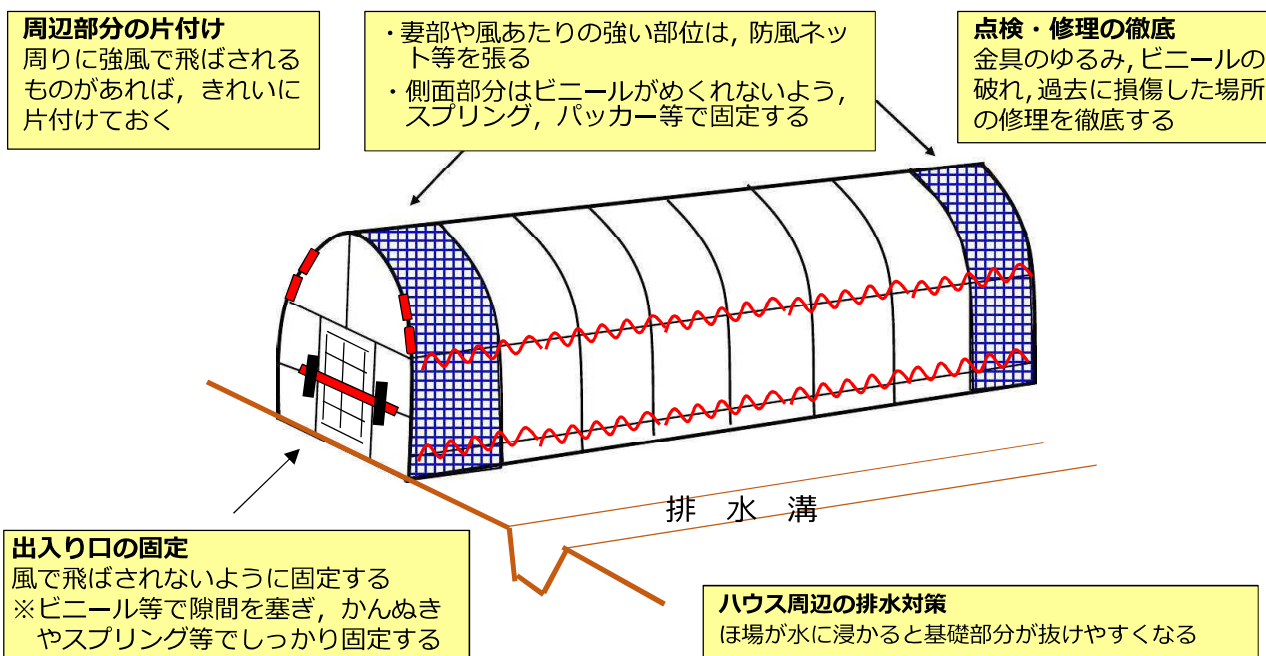 周辺部分の片付け
周りに強風で飛ばされる
ものがあれば，きれいに
片付けておく
・妻部や風あたりの強い部位は，防風ネッ
ト等を張る
・側面部分はビニールがめくれないよう，
スプリング，パッカー等で固定する
点検・修理の徹底
金具のゆるみ，ビニールの
破れ，過去に損傷した場所
の修理を徹底する
排 水 溝
出入り口の固定
風で飛ばされないように固定する
※ビニール等で隙間を塞ぎ，かんぬき
やスプリング等でしっかり固定する
ハウス周辺の排水対策
ほ場が水に浸かると基礎部分が抜けやすくなる